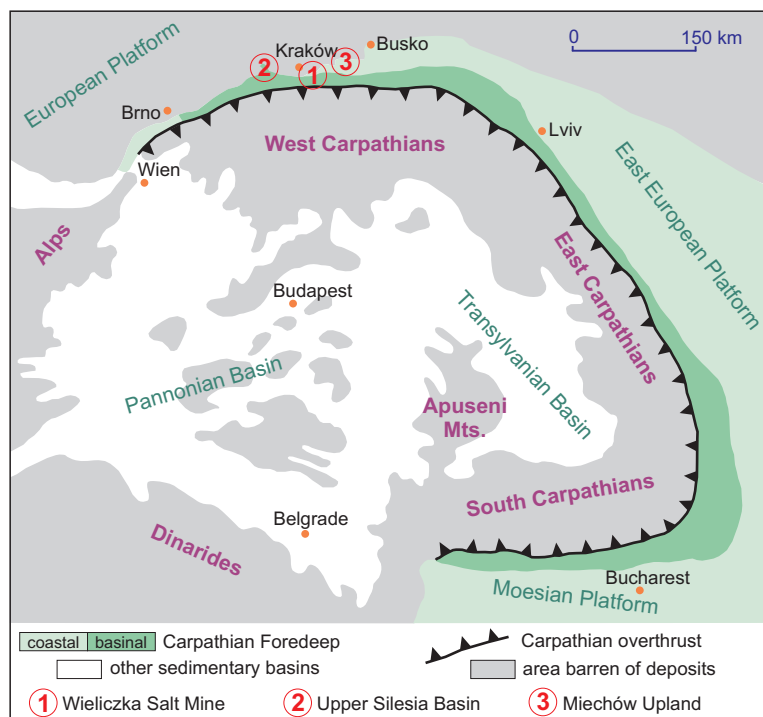 European Platform
Kraków
Busko
0 150 km
2
1
3
Brno
Lviv
West Carpathians
Wien
East European Platform
Alps
East Carpathians
Budapest
Transylvanian Basin
Pannonian Basin
Apuseni
Mts.
South Carpathians
Belgrade
Dinarides
Bucharest
Moesian Platform
coastal basinal Carpathian Foredeep
Carpathian overthrust
other sedimentary basins
area barren of deposits
1 Wieliczka Salt Mine
2 Upper Silesia Basin
3 Miechów Upland